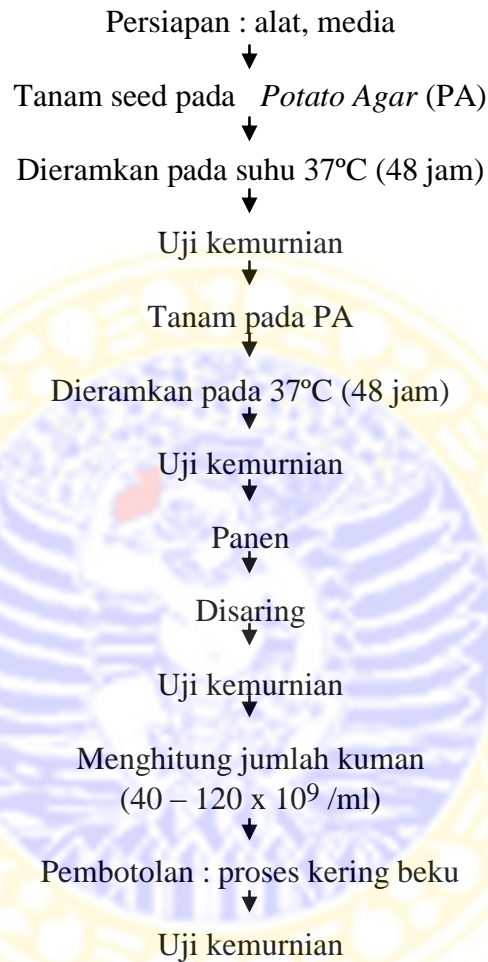 Persiapan : alat, media
Tanam seed pada Potato Agar (PA)
Dieramkan pada suhu 37ºC (48 jam)
Uji kemurnian
Tanam pada PA
Dieramkan pada 37ºC (48 jam)
Uji kemurnian
Panen
Disaring
Uji kemurnian
Menghitung jumlah kuman
(40 – 120 x 10⁹ /ml)
Pembotolan : proses kering beku
Uji kemurnian